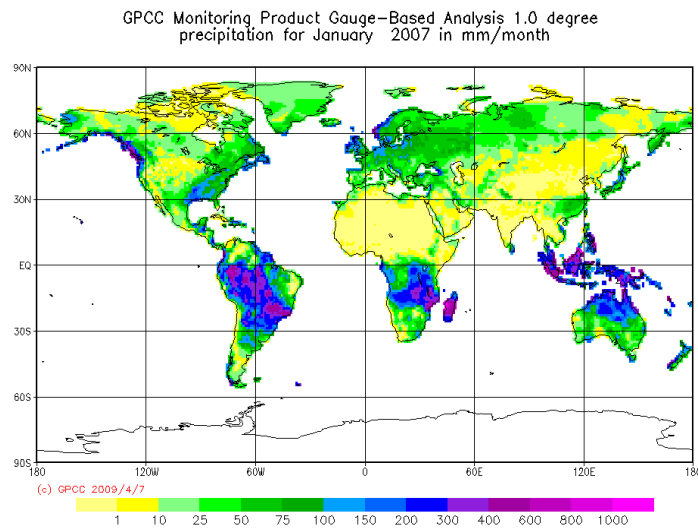 GPCC Monitoring Product Gauge-Based Analysis 1.0 degree
precipitation for January 2007 in mm/month
90N
60N
30N
EQ
30S
60S
90S
180 120W 60W 0 60E 120E 180
(c) GPCC 2009/4/7
1 10 25 50 75 100 150 200 300 400 600 800 1000